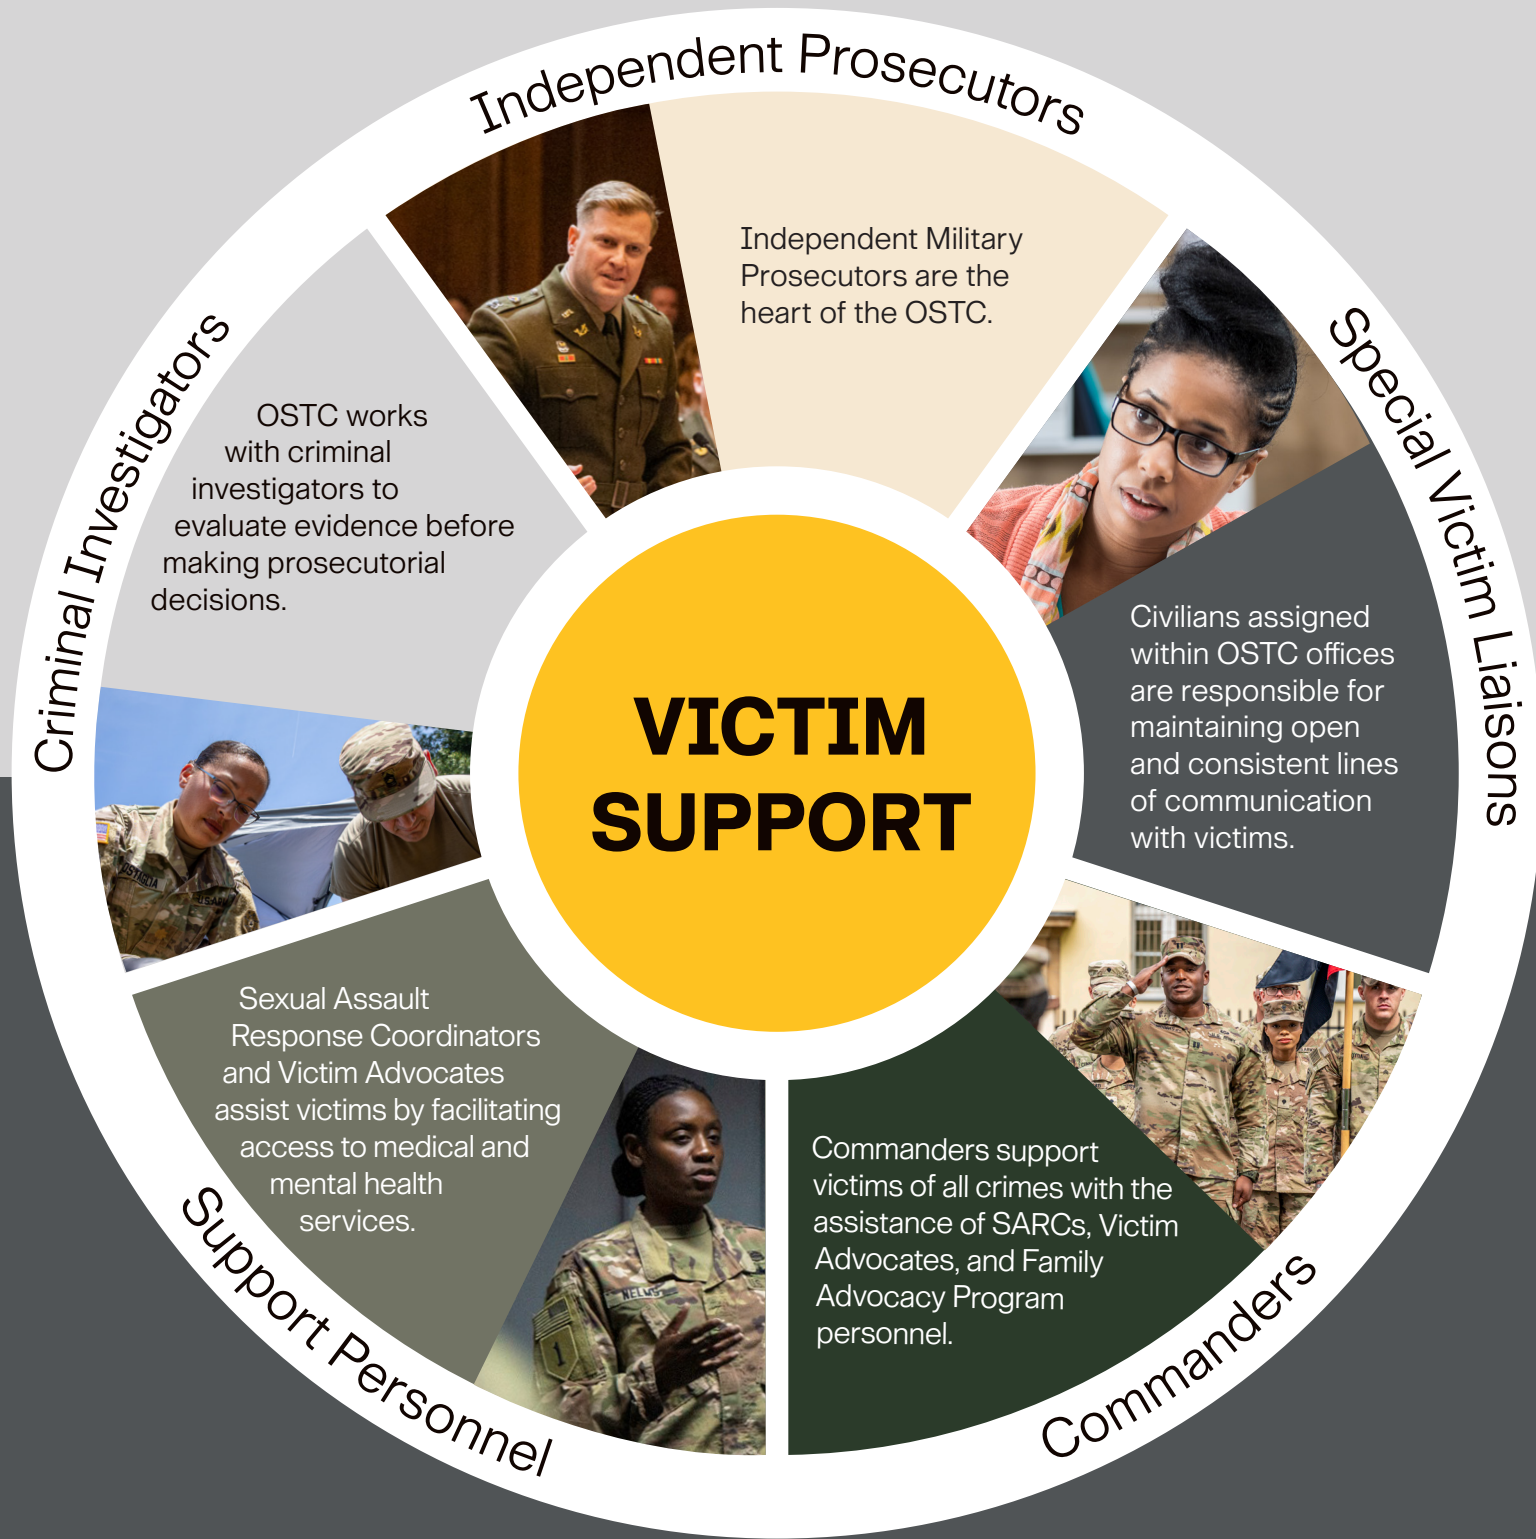 Independent Prosecutors
Independent Military
Prosecutors are the
heart of the OSTC.
Special Victim Liaisons
Civilians assigned
within OSTC offices
are responsible for
maintaining open
and consistent lines
of communication
with victims.
Commanders
Commanders support
victims of all crimes with the
assistance of SARCs, Victim
Advocates, and Family
Advocacy Program
personnel.
Support Personnel
Sexual Assault
Response Coordinators
and Victim Advocates
assist victims by facilitating
access to medical and
mental health
services.
NELMS
1
Criminal Investigators
OSTC works
with criminal
investigators to
evaluate evidence before
making prosecutorial
decisions.
U.S. ARMY
VICTIM
SUPPORT